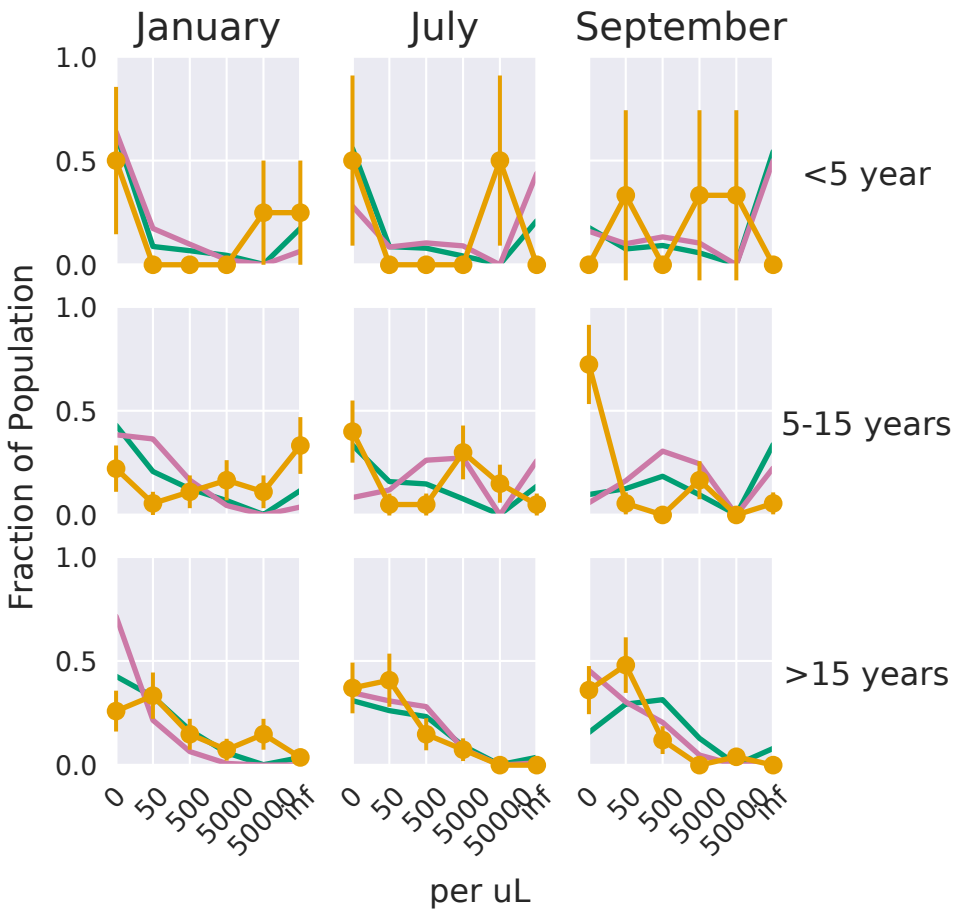 January July September
1.0
0.5
0.0
<5 year
1.0
0.5
0.0
5-15 years
1.0
0.5
0.0
>15 years
Fraction of Population
0 50 500 5000 50000 inf 0 50 500 5000 50000 inf 0 50 500 5000 50000 inf
per uL